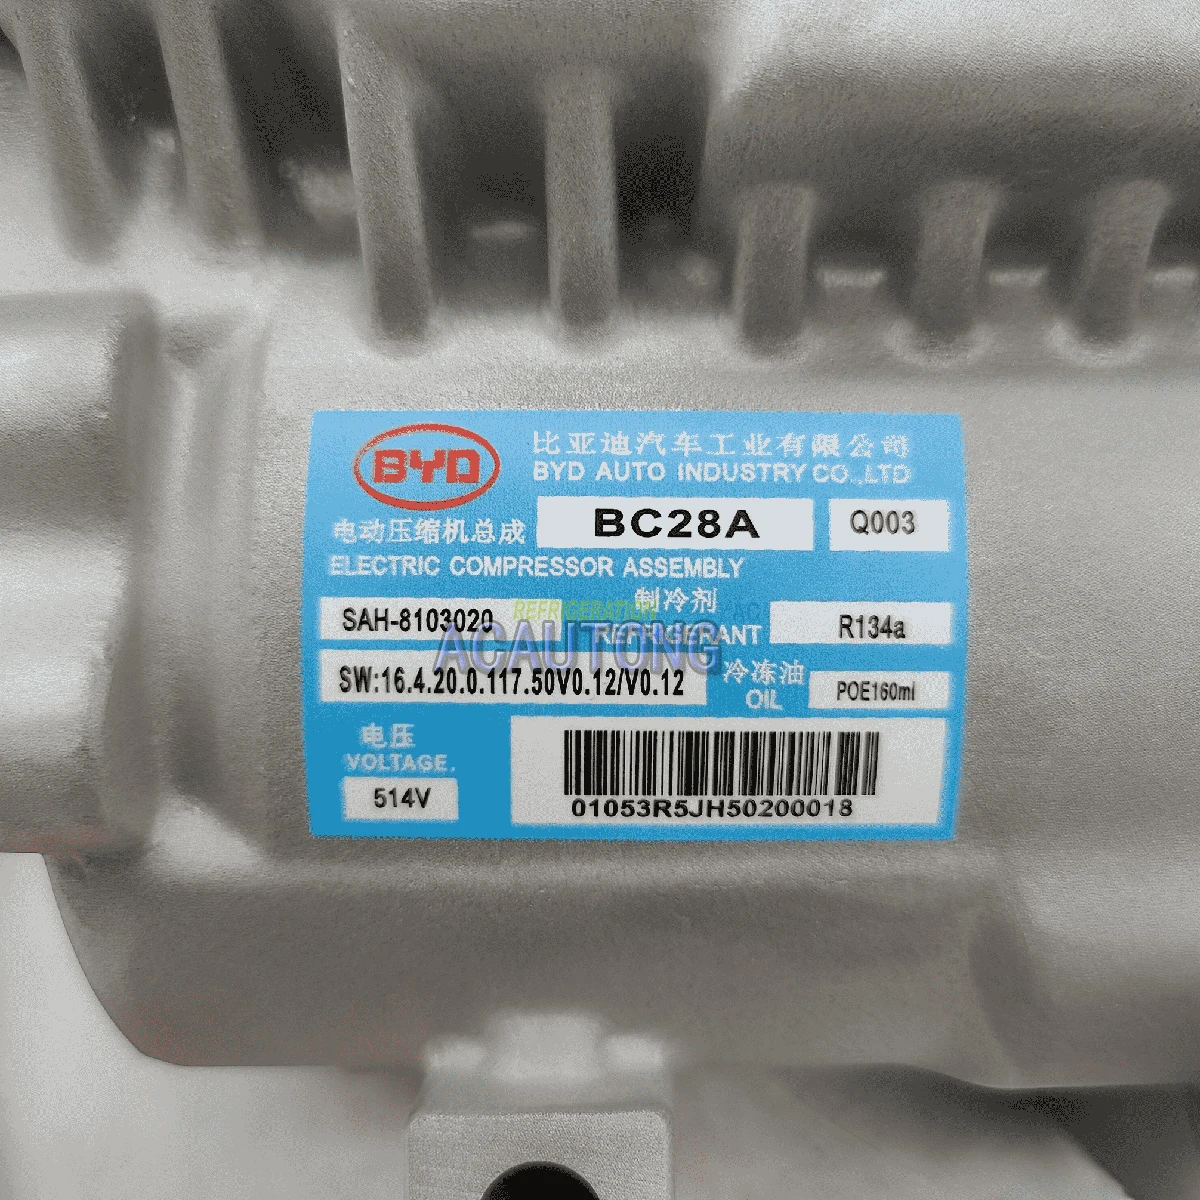 BYD
比亚迪汽车工业有限公司
BYD AUTO INDUSTRY CO.,LTD
电动压缩机总成 BC28A Q003
ELECTRIC COMPRESSOR ASSEMBLY
SAH-8103020 制冷剂
REFRIGERANT R134a
REFRIGERATION
ACAUTONG
SW:16.4.20.0.117.50V0.12/V0.12 冷冻油
OIL POE160ml
电压
VOLTAGE.
514V
01053R5JH50200018